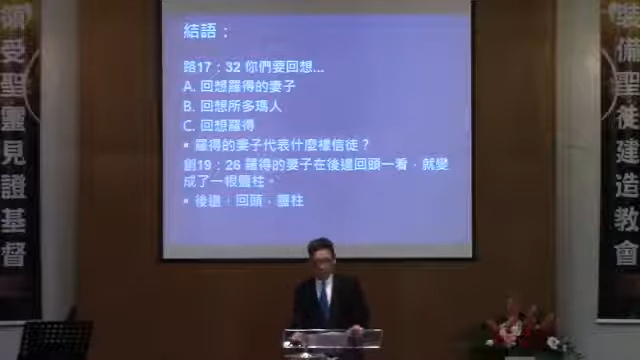 結語：
路17：32 你們要回想...
A. 回想羅得的妻子
B. 回想所多瑪人
C. 回想羅得
▪ 羅得的妻子代表什麼樣信徒？
創19：26 羅得的妻子在後邊回頭一看，就變
成了一根鹽柱。
▪ 後邊，回頭，鹽柱
領受聖靈見證基督
裝備聖徒建造教會